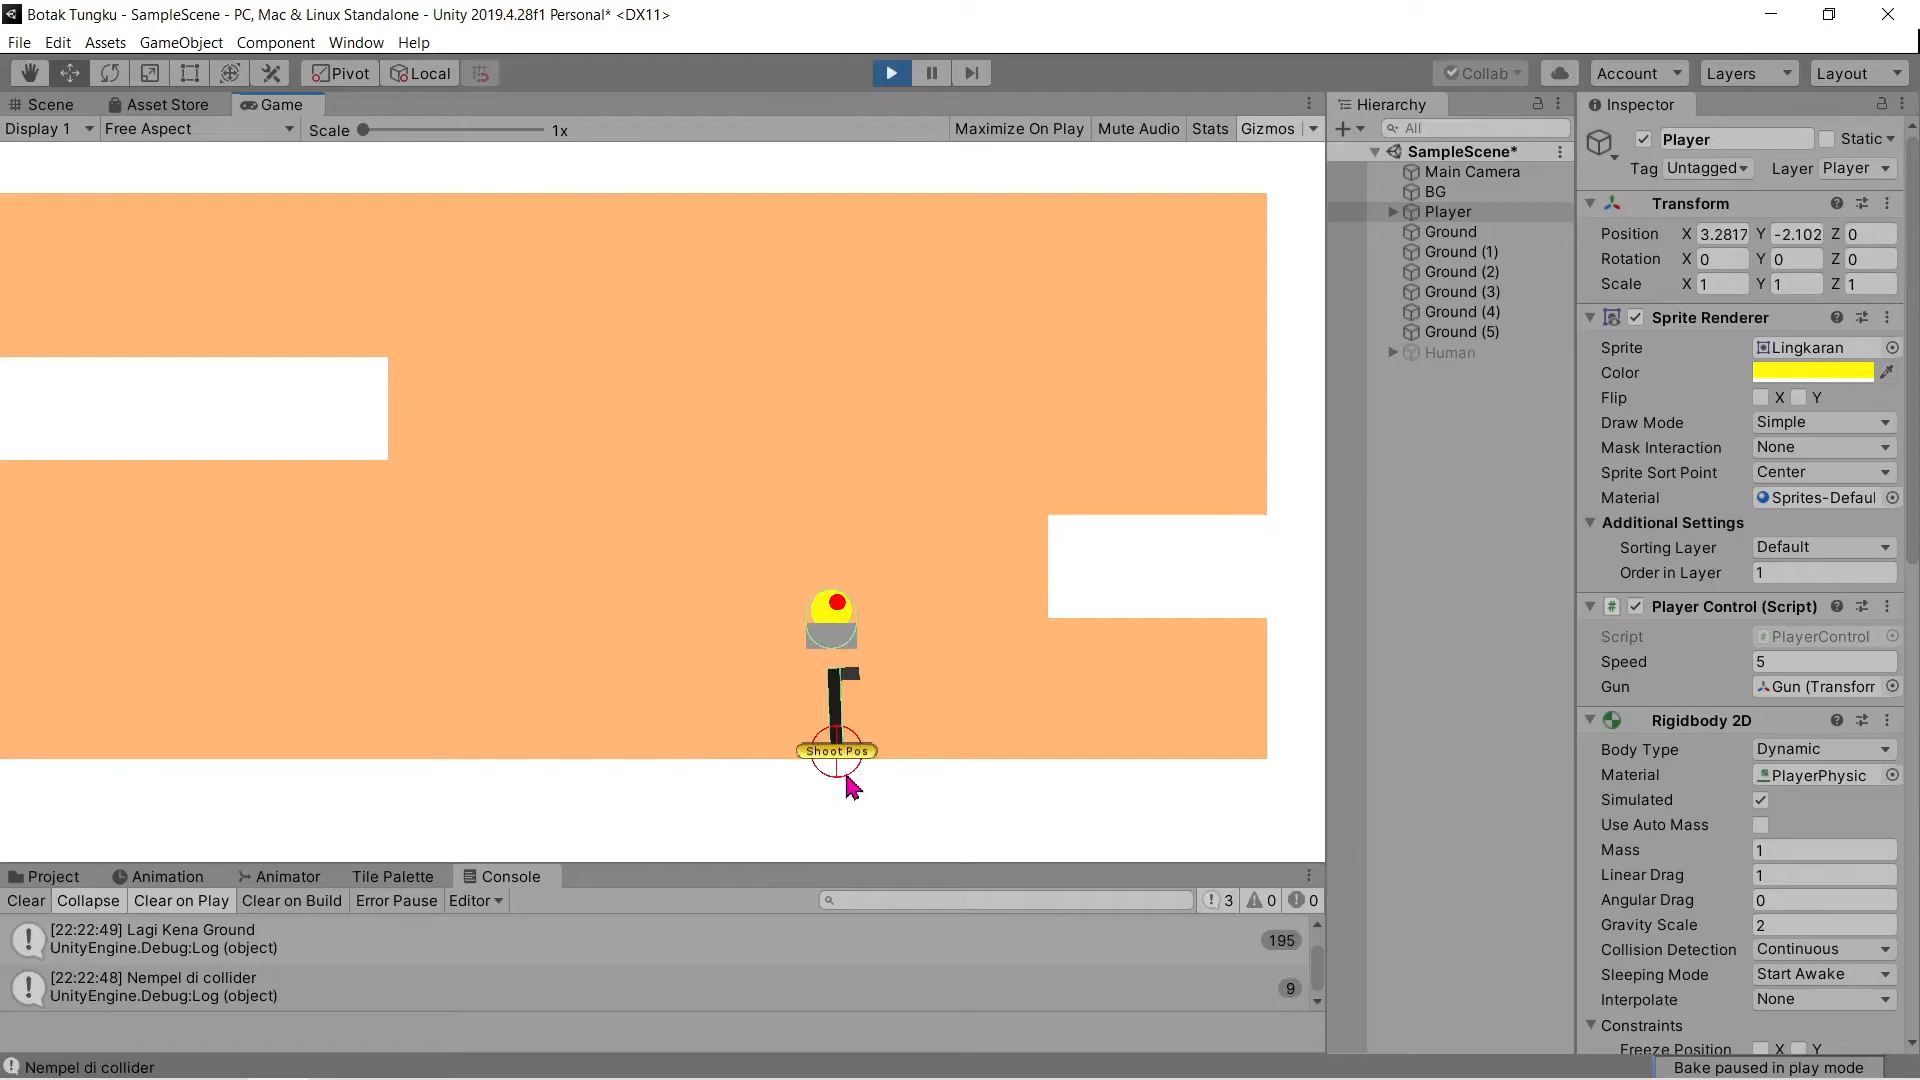 Botak Tungku - SampleScene - PC, Mac & Linux Standalone - Unity 2019.4.28f1 Personal* <DX11>
File Edit Assets GameObject Component Window Help
Pivot Local Collab Account Layers Layout
Scene Asset Store Game
Display 1 Free Aspect Scale 1x Maximize On Play Mute Audio Stats Gizmos
Shoot Pos
Hierarchy
All
SampleScene*
Main Camera
BG
Player
Ground
Ground (1)
Ground (2)
Ground (3)
Ground (4)
Ground (5)
Human
Inspector
Player Static
Tag Untagged Layer Player
Transform
Position X 3.2817 Y -2.102 Z 0
Rotation X 0 Y 0 Z 0
Scale X 1 Y 1 Z 1
Sprite Renderer
Sprite Lingkaran
Color
Flip X Y
Draw Mode Simple
Mask Interaction None
Sprite Sort Point Center
Material Sprites-Defaul
Additional Settings
Sorting Layer Default
Order in Layer 1
Player Control (Script)
Script PlayerControl
Speed 5
Gun Gun (Transforr
Rigidbody 2D
Body Type Dynamic
Material PlayerPhysic
Simulated
Use Auto Mass
Mass 1
Linear Drag 1
Angular Drag 0
Gravity Scale 2
Collision Detection Continuous
Sleeping Mode Start Awake
Interpolate None
Constraints
Freeze Position X Y
Project Animation Animator Tile Palette Console
Clear Collapse Clear on Play Clear on Build Error Pause Editor 3 0 0
[22:22:49] Lagi Kena Ground
UnityEngine.Debug:Log (object)
195
[22:22:48] Nempel di collider
UnityEngine.Debug:Log (object)
9
Nempel di collider
Bake paused in play mode